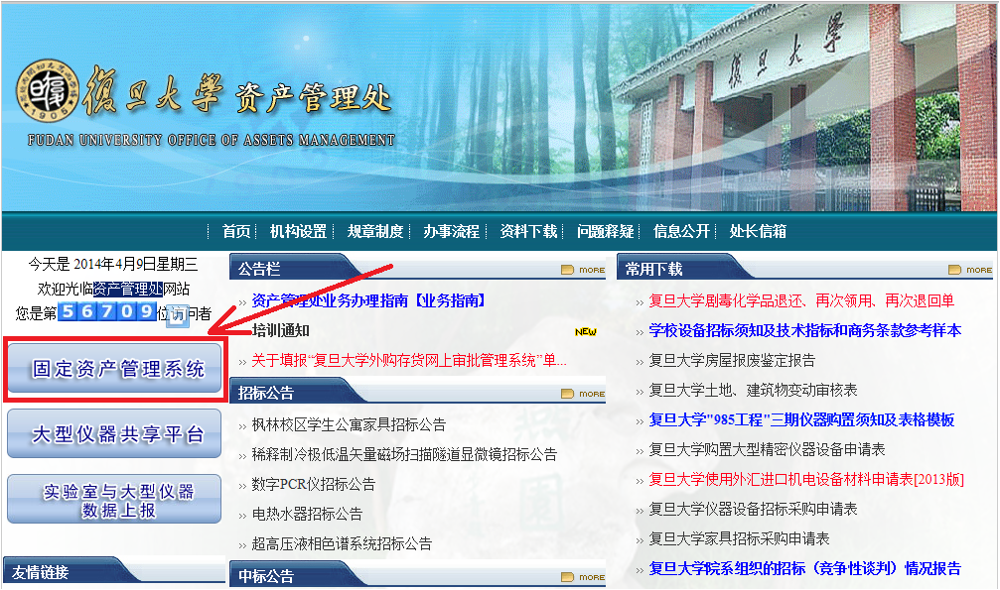 復旦大學 资产管理处
FUDAN UNIVERSITY OFFICE OF ASSETS MANAGEMENT
1905
復旦大學
首页 机构设置 规章制度 办事流程 资料下载 问题释疑 信息公开 处长信箱
今天是 2014年4月9日星期三
欢迎光临资产管理处网站
您是第56709位访问者
固定资产管理系统
大型仪器共享平台
实验室与大型仪器
数据上报
友情链接
公告栏 MORE
资产管理处业务办理指南【业务指南】
培训通知 NEW
关于填报“复旦大学外购存货网上审批管理系统”单...
招标公告 MORE
枫林校区学生公寓家具招标公告
稀释制冷极低温矢量磁场扫描隧道显微镜招标公告
数字PCR仪招标公告
电热水器招标公告
超高压液相色谱系统招标公告
中标公告 MORE
常用下载 MORE
复旦大学剧毒化学品退还、再次领用、再次退回单
学校设备招标须知及技术指标和商务条款参考样本
复旦大学房屋报废鉴定报告
复旦大学土地、建筑物变动审核表
复旦大学"985工程"三期仪器购置须知及表格模板
复旦大学购置大型精密仪器设备申请表
复旦大学使用外汇进口机电设备材料申请表[2013版]
复旦大学仪器设备招标采购申请表
复旦大学家具招标采购申请表
复旦大学院系组织的招标（竞争性谈判）情况报告